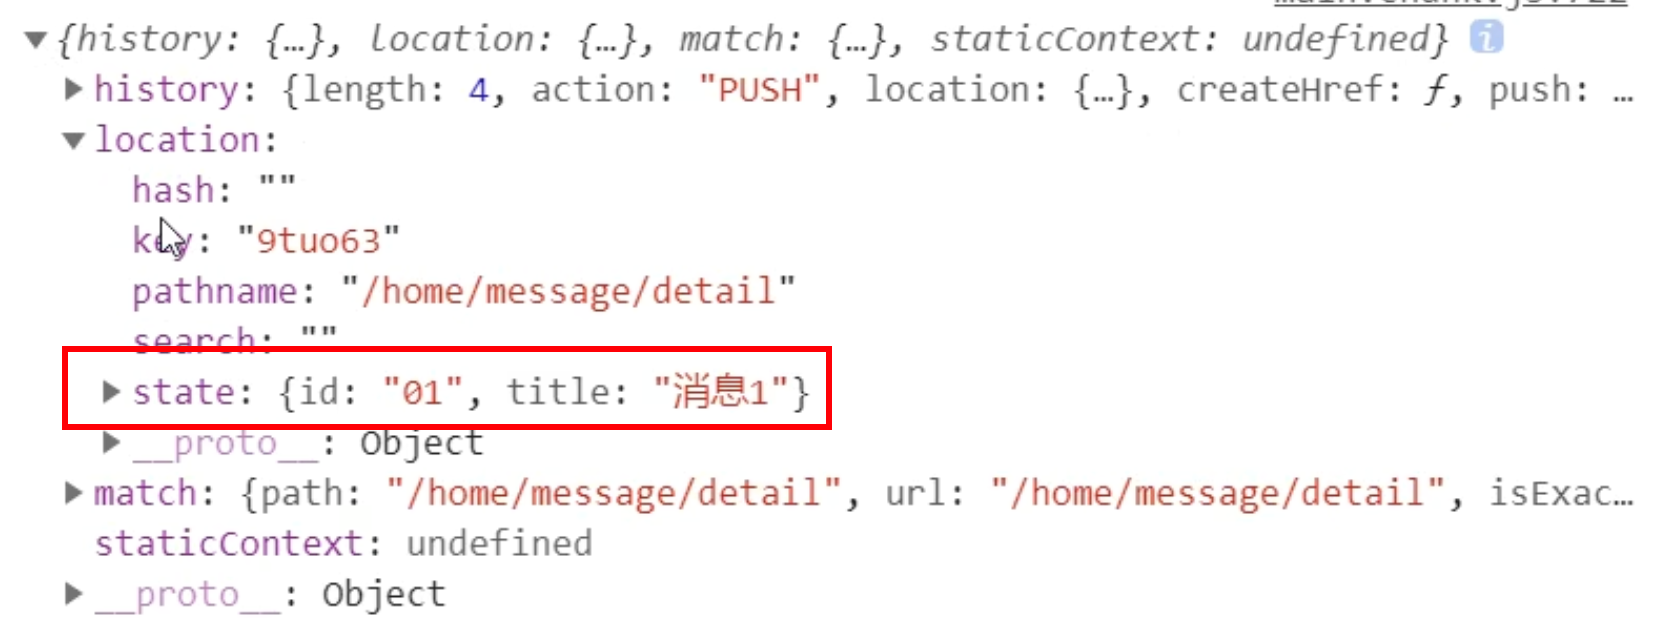 {history: {…}, location: {…}, match: {…}, staticContext: undefined} i
history: {length: 4, action: "PUSH", location: {…}, createHref: ƒ, push: …
location:
hash: ""
key: "9tuo63"
pathname: "/home/message/detail"
search: ""
state: {id: "01", title: "消息1"}
__proto__: Object
match: {path: "/home/message/detail", url: "/home/message/detail", isExac…
staticContext: undefined
__proto__: Object